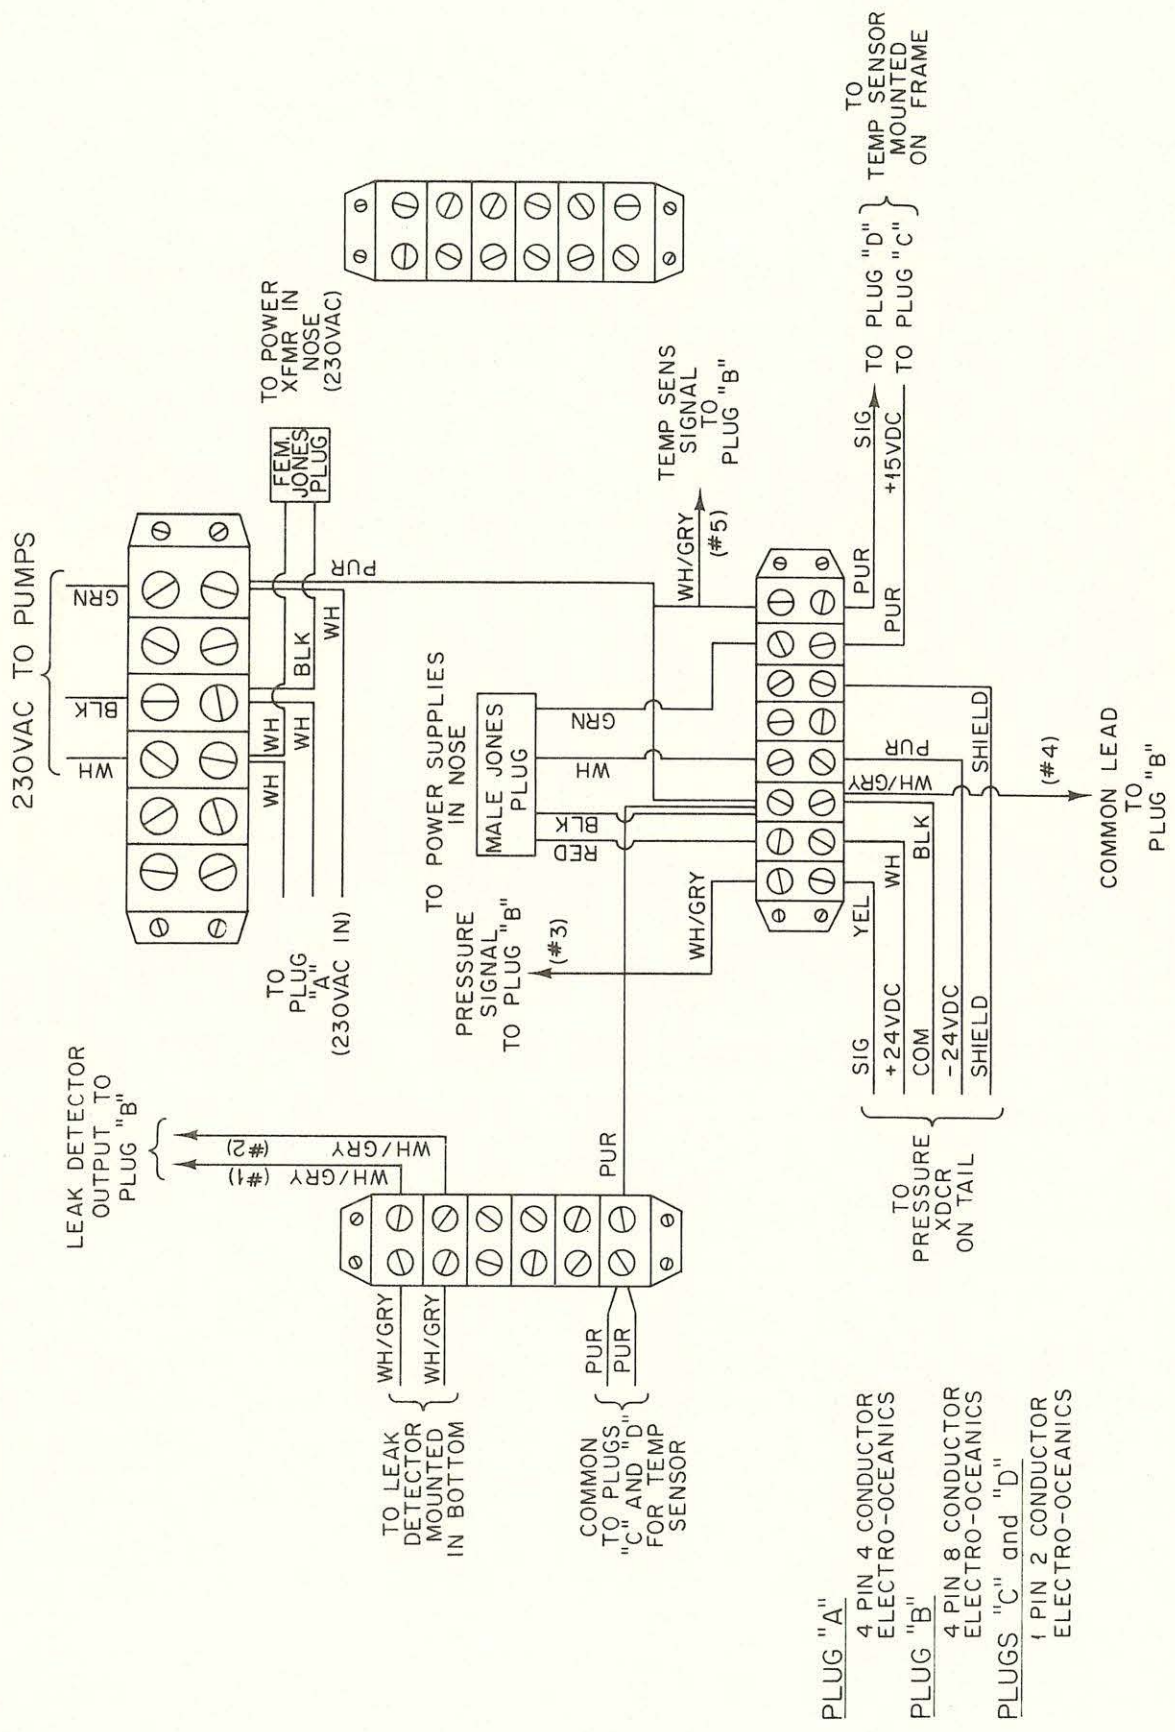 230VAC TO PUMPS
WH
BLK
GRN
WH
WH
WH
BLK
WH
PUR
TO
PLUG
"A"
(230VAC IN)
FEM.
JONES
PLUG
TO POWER
XFMR IN
NOSE
(230VAC)
LEAK DETECTOR
OUTPUT TO
PLUG "B"
WH/GRY (#1)
WH/GRY (#2)
WH/GRY
WH/GRY
TO LEAK
DETECTOR
MOUNTED
IN BOTTOM
PUR
PUR
PUR
COMMON
TO PLUGS
"C" AND "D"
FOR TEMP
SENSOR
PRESSURE
SIGNAL
TO PLUG "B"
(#3)
WH/GRY
TO POWER SUPPLIES
IN NOSE
MALE JONES
PLUG
RED
BLK
WH
GRN
TEMP SENS
SIGNAL
TO
PLUG "B"
WH/GRY
(#5)
YEL
WH
BLK
WH/GRY
PUR
SHIELD
PUR
PUR
SIG
+15VDC
TO PLUG "D"
TO PLUG "C"
TO
TEMP SENSOR
MOUNTED
ON FRAME
SIG
+24VDC
COM
-24VDC
SHIELD
TO
PRESSURE
XDCR
ON TAIL
(#4)
COMMON LEAD
TO
PLUG "B"
PLUG "A"
4 PIN 4 CONDUCTOR
ELECTRO-OCEANICS
PLUG "B"
4 PIN 8 CONDUCTOR
ELECTRO-OCEANICS
PLUGS "C" and "D"
1 PIN 2 CONDUCTOR
ELECTRO-OCEANICS